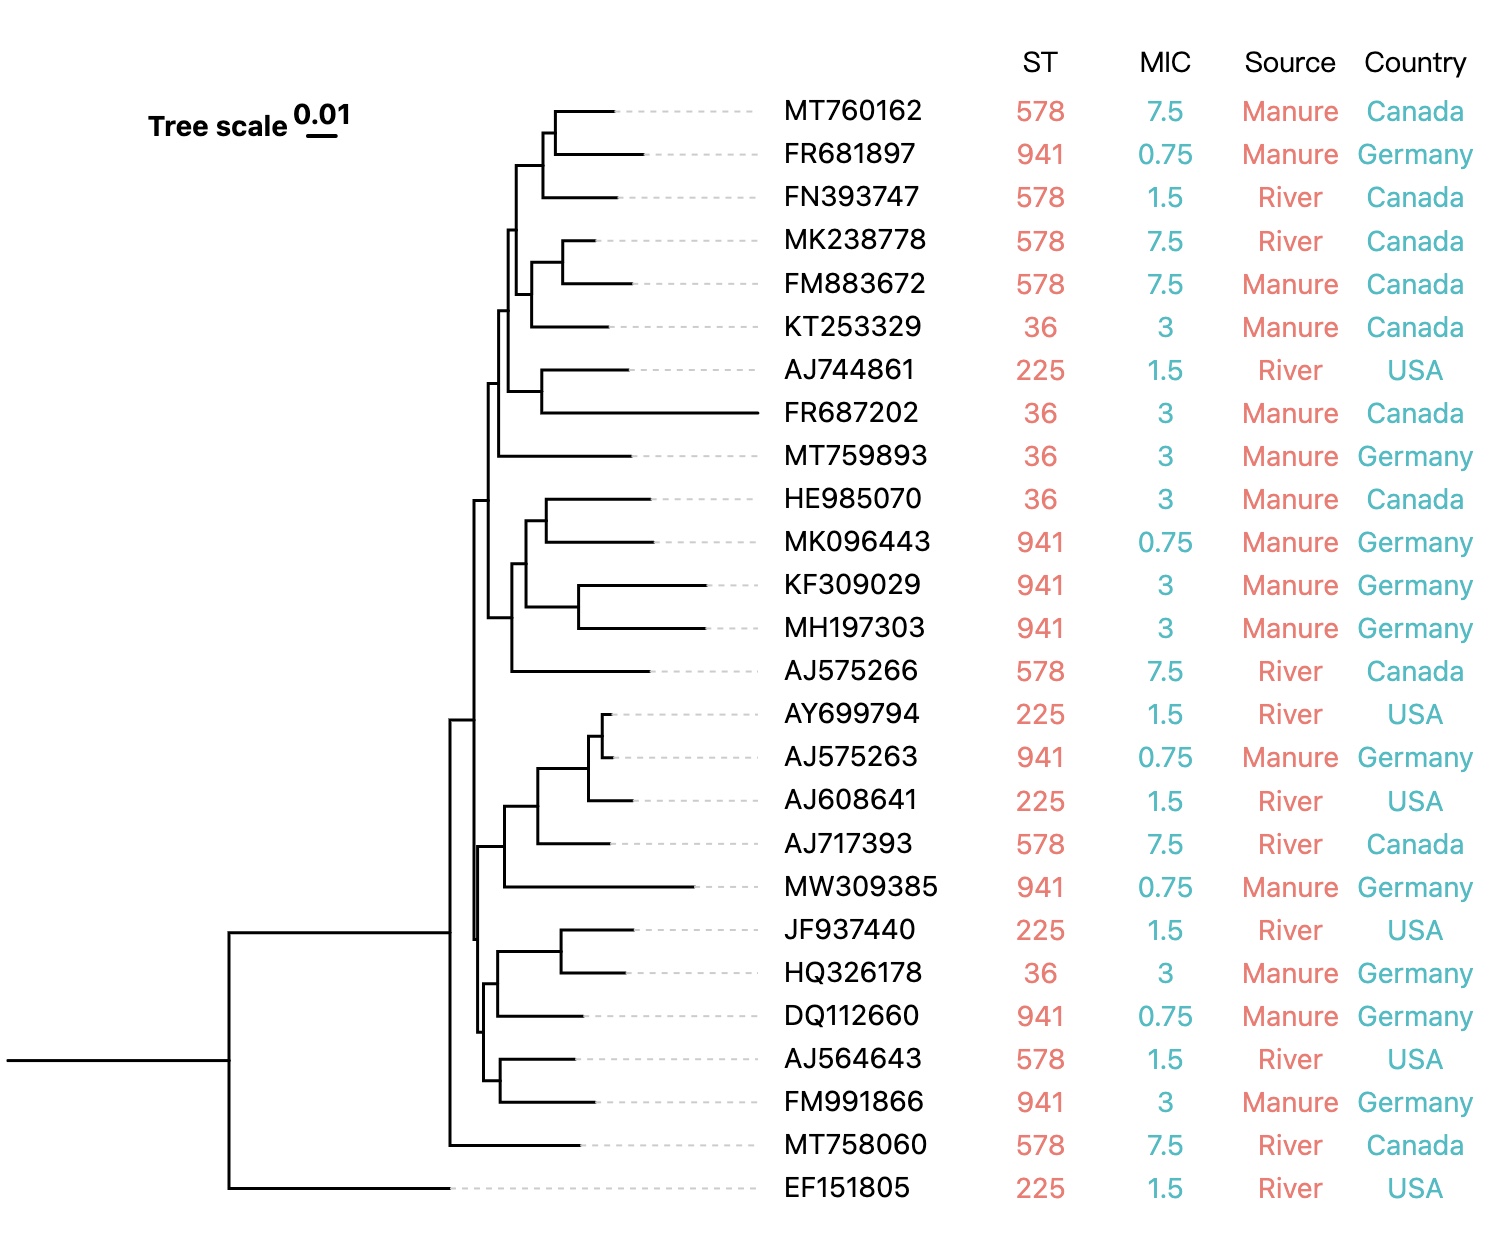 ST MIC Source Country
Tree scale 0.01
MT760162 578 7.5 Manure Canada
FR681897 941 0.75 Manure Germany
FN393747 578 1.5 River Canada
MK238778 578 7.5 River Canada
FM883672 578 7.5 Manure Canada
KT253329 36 3 Manure Canada
AJ744861 225 1.5 River USA
FR687202 36 3 Manure Canada
MT759893 36 3 Manure Germany
HE985070 36 3 Manure Canada
MK096443 941 0.75 Manure Germany
KF309029 941 3 Manure Germany
MH197303 941 3 Manure Germany
AJ575266 578 7.5 River Canada
AY699794 225 1.5 River USA
AJ575263 941 0.75 Manure Germany
AJ608641 225 1.5 River USA
AJ717393 578 7.5 River Canada
MW309385 941 0.75 Manure Germany
JF937440 225 1.5 River USA
HQ326178 36 3 Manure Germany
DQ112660 941 0.75 Manure Germany
AJ564643 578 1.5 River USA
FM991866 941 3 Manure Germany
MT758060 578 7.5 River Canada
EF151805 225 1.5 River USA